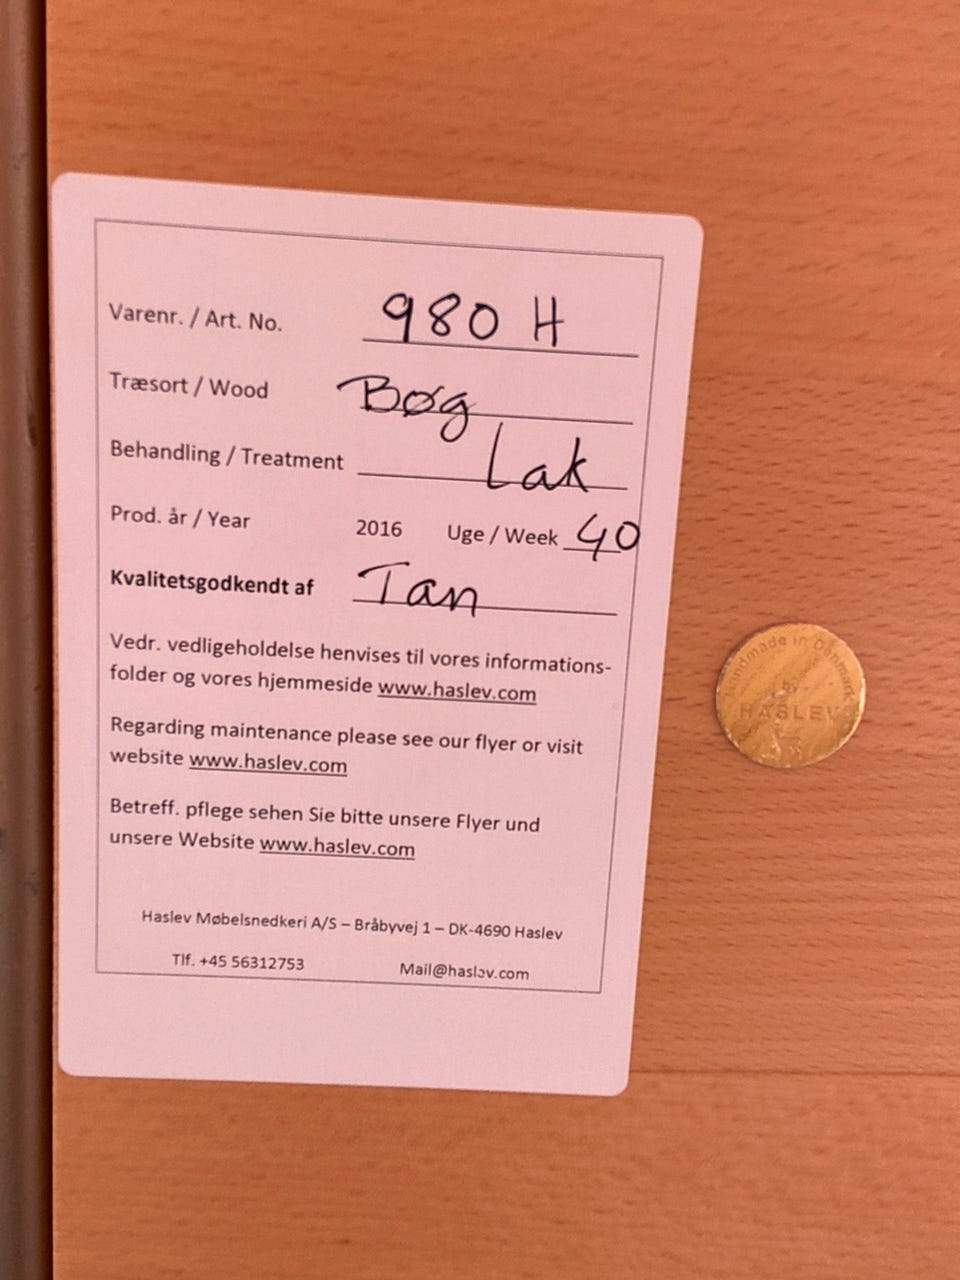 Varenr. / Art. No. 980 H
Træsort / Wood Bøg
Behandling / Treatment Lak
Prod. år / Year 2016 Uge / Week 40
Kvalitetsgodkendt af Tan
Vedr. vedligeholdelse henvises til vores informations-
folder og vores hjemmeside www.haslev.com
Regarding maintenance please see our flyer or visit
website www.haslev.com
Betreff. pflege sehen Sie bitte unsere Flyer und
unsere Website www.haslev.com
Haslev Møbelsnedkeri A/S – Bråbyvej 1 – DK-4690 Haslev
Tlf. +45 56312753 Mail@haslev.com
Handmade in Denmark
by
HASLEV